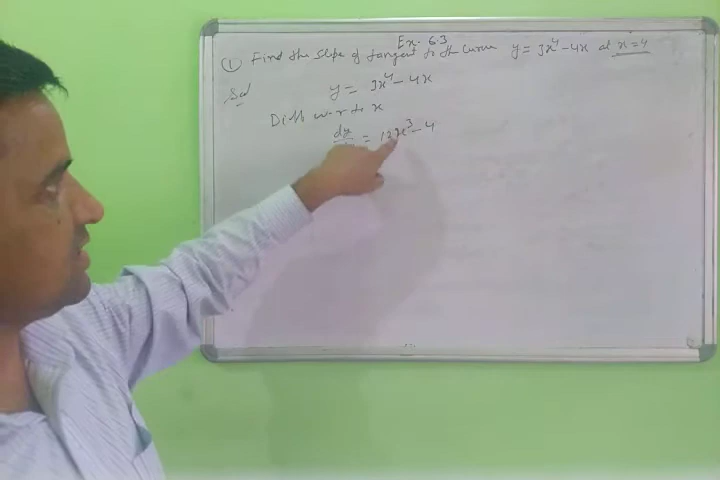 Ex. 6.3
① Find the slope of tangent to the curve y = 3x⁴-4x at x=4
Sol y = 3x⁴-4x
Diff w.r.to x
dy = 12x³-4